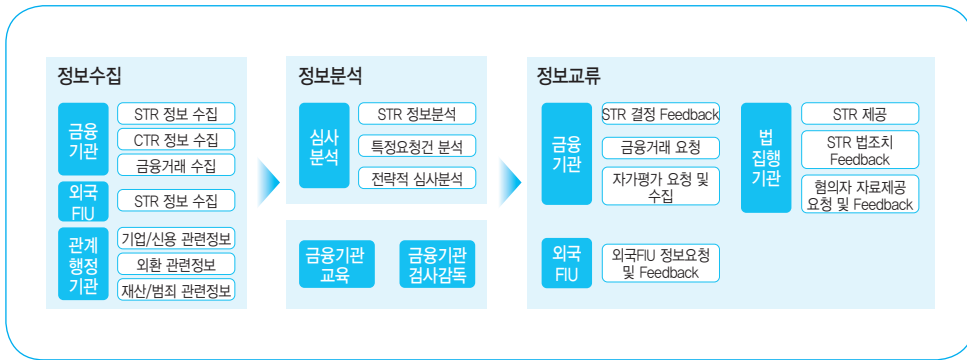 정보수집
금융
기관
STR 정보 수집
CTR 정보 수집
금융거래 수집
외국
FIU
STR 정보 수집
관계
행정
기관
기업/신용 관련정보
외환 관련정보
재산/범죄 관련정보
정보분석
심사
분석
STR 정보분석
특정요청건 분석
전략적 심사분석
금융기관
교육
금융기관
검사감독
정보교류
금융
기관
STR 결정 Feedback
금융거래 요청
자가평가 요청 및
수집
외국
FIU
외국FIU 정보요청
및 Feedback
법
집행
기관
STR 제공
STR 법조치
Feedback
혐의자 자료제공
요청 및 Feedback